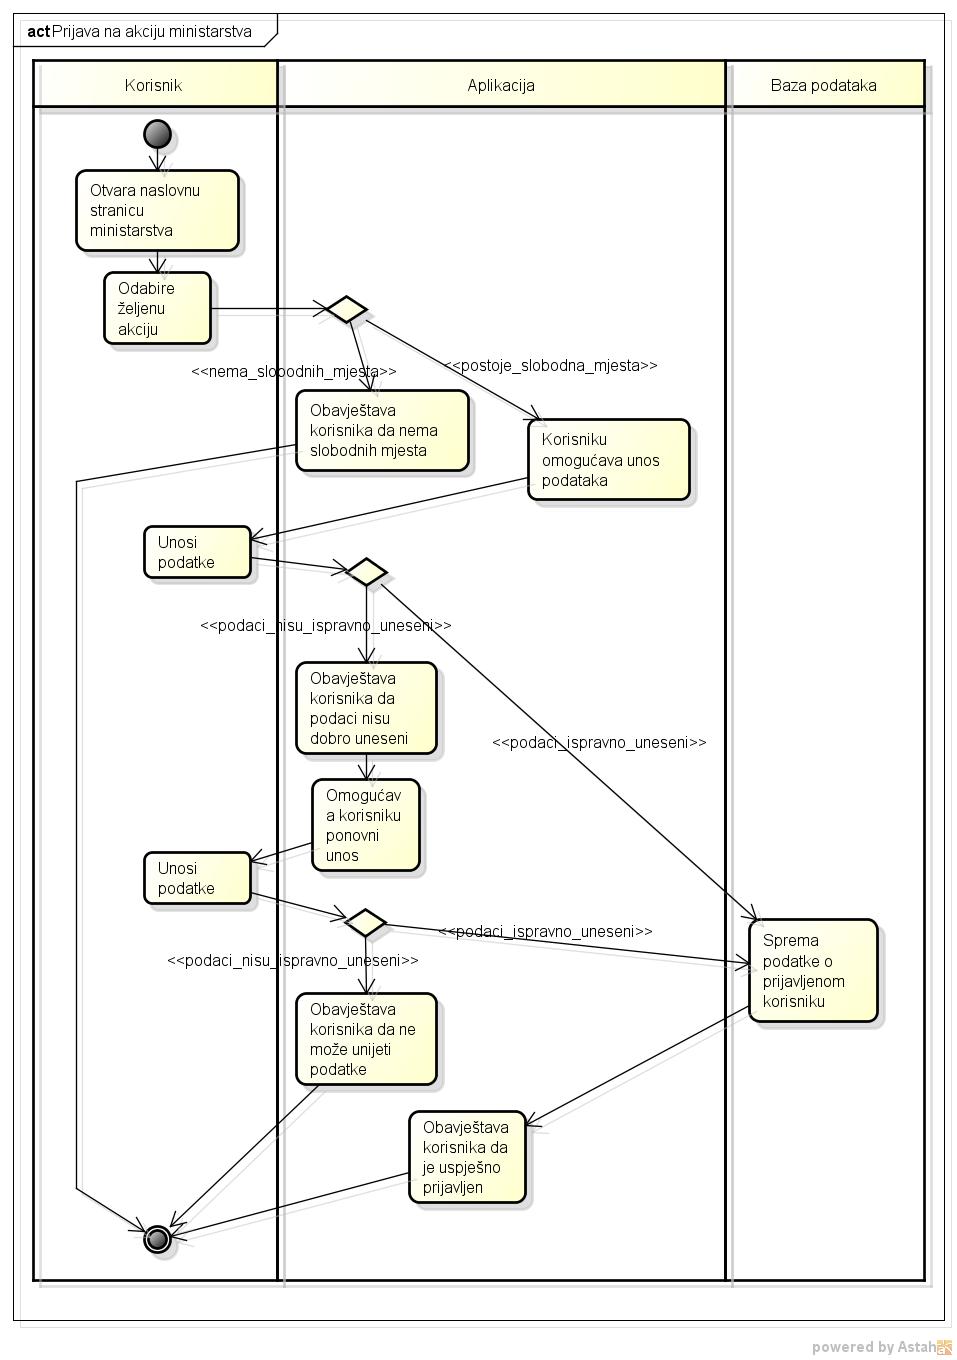 act Prijava na akciju ministarstva
Korisnik
Aplikacija
Baza podataka
Otvara naslovnu
stranicu
ministarstva
Odabire
željenu
akciju
<<nema_slobodnih_mjesta>>
<<postoje_slobodna_mjesta>>
Obavještava
korisnika da nema
slobodnih mjesta
Korisniku
omogućava unos
podataka
Unosi
podatke
<<podaci_nisu_ispravno_uneseni>>
Obavještava
korisnika da
podaci nisu
dobro uneseni
<<podaci_ispravno_uneseni>>
Omogućav
a korisniku
ponovni
unos
Unosi
podatke
<<podaci_ispravno_uneseni>>
<<podaci_nisu_ispravno_uneseni>>
Sprema
podatke o
prijavljenom
korisniku
Obavještava
korisnika da ne
može unijeti
podatke
Obavještava
korisnika da
je uspješno
prijavljen
powered by Astah